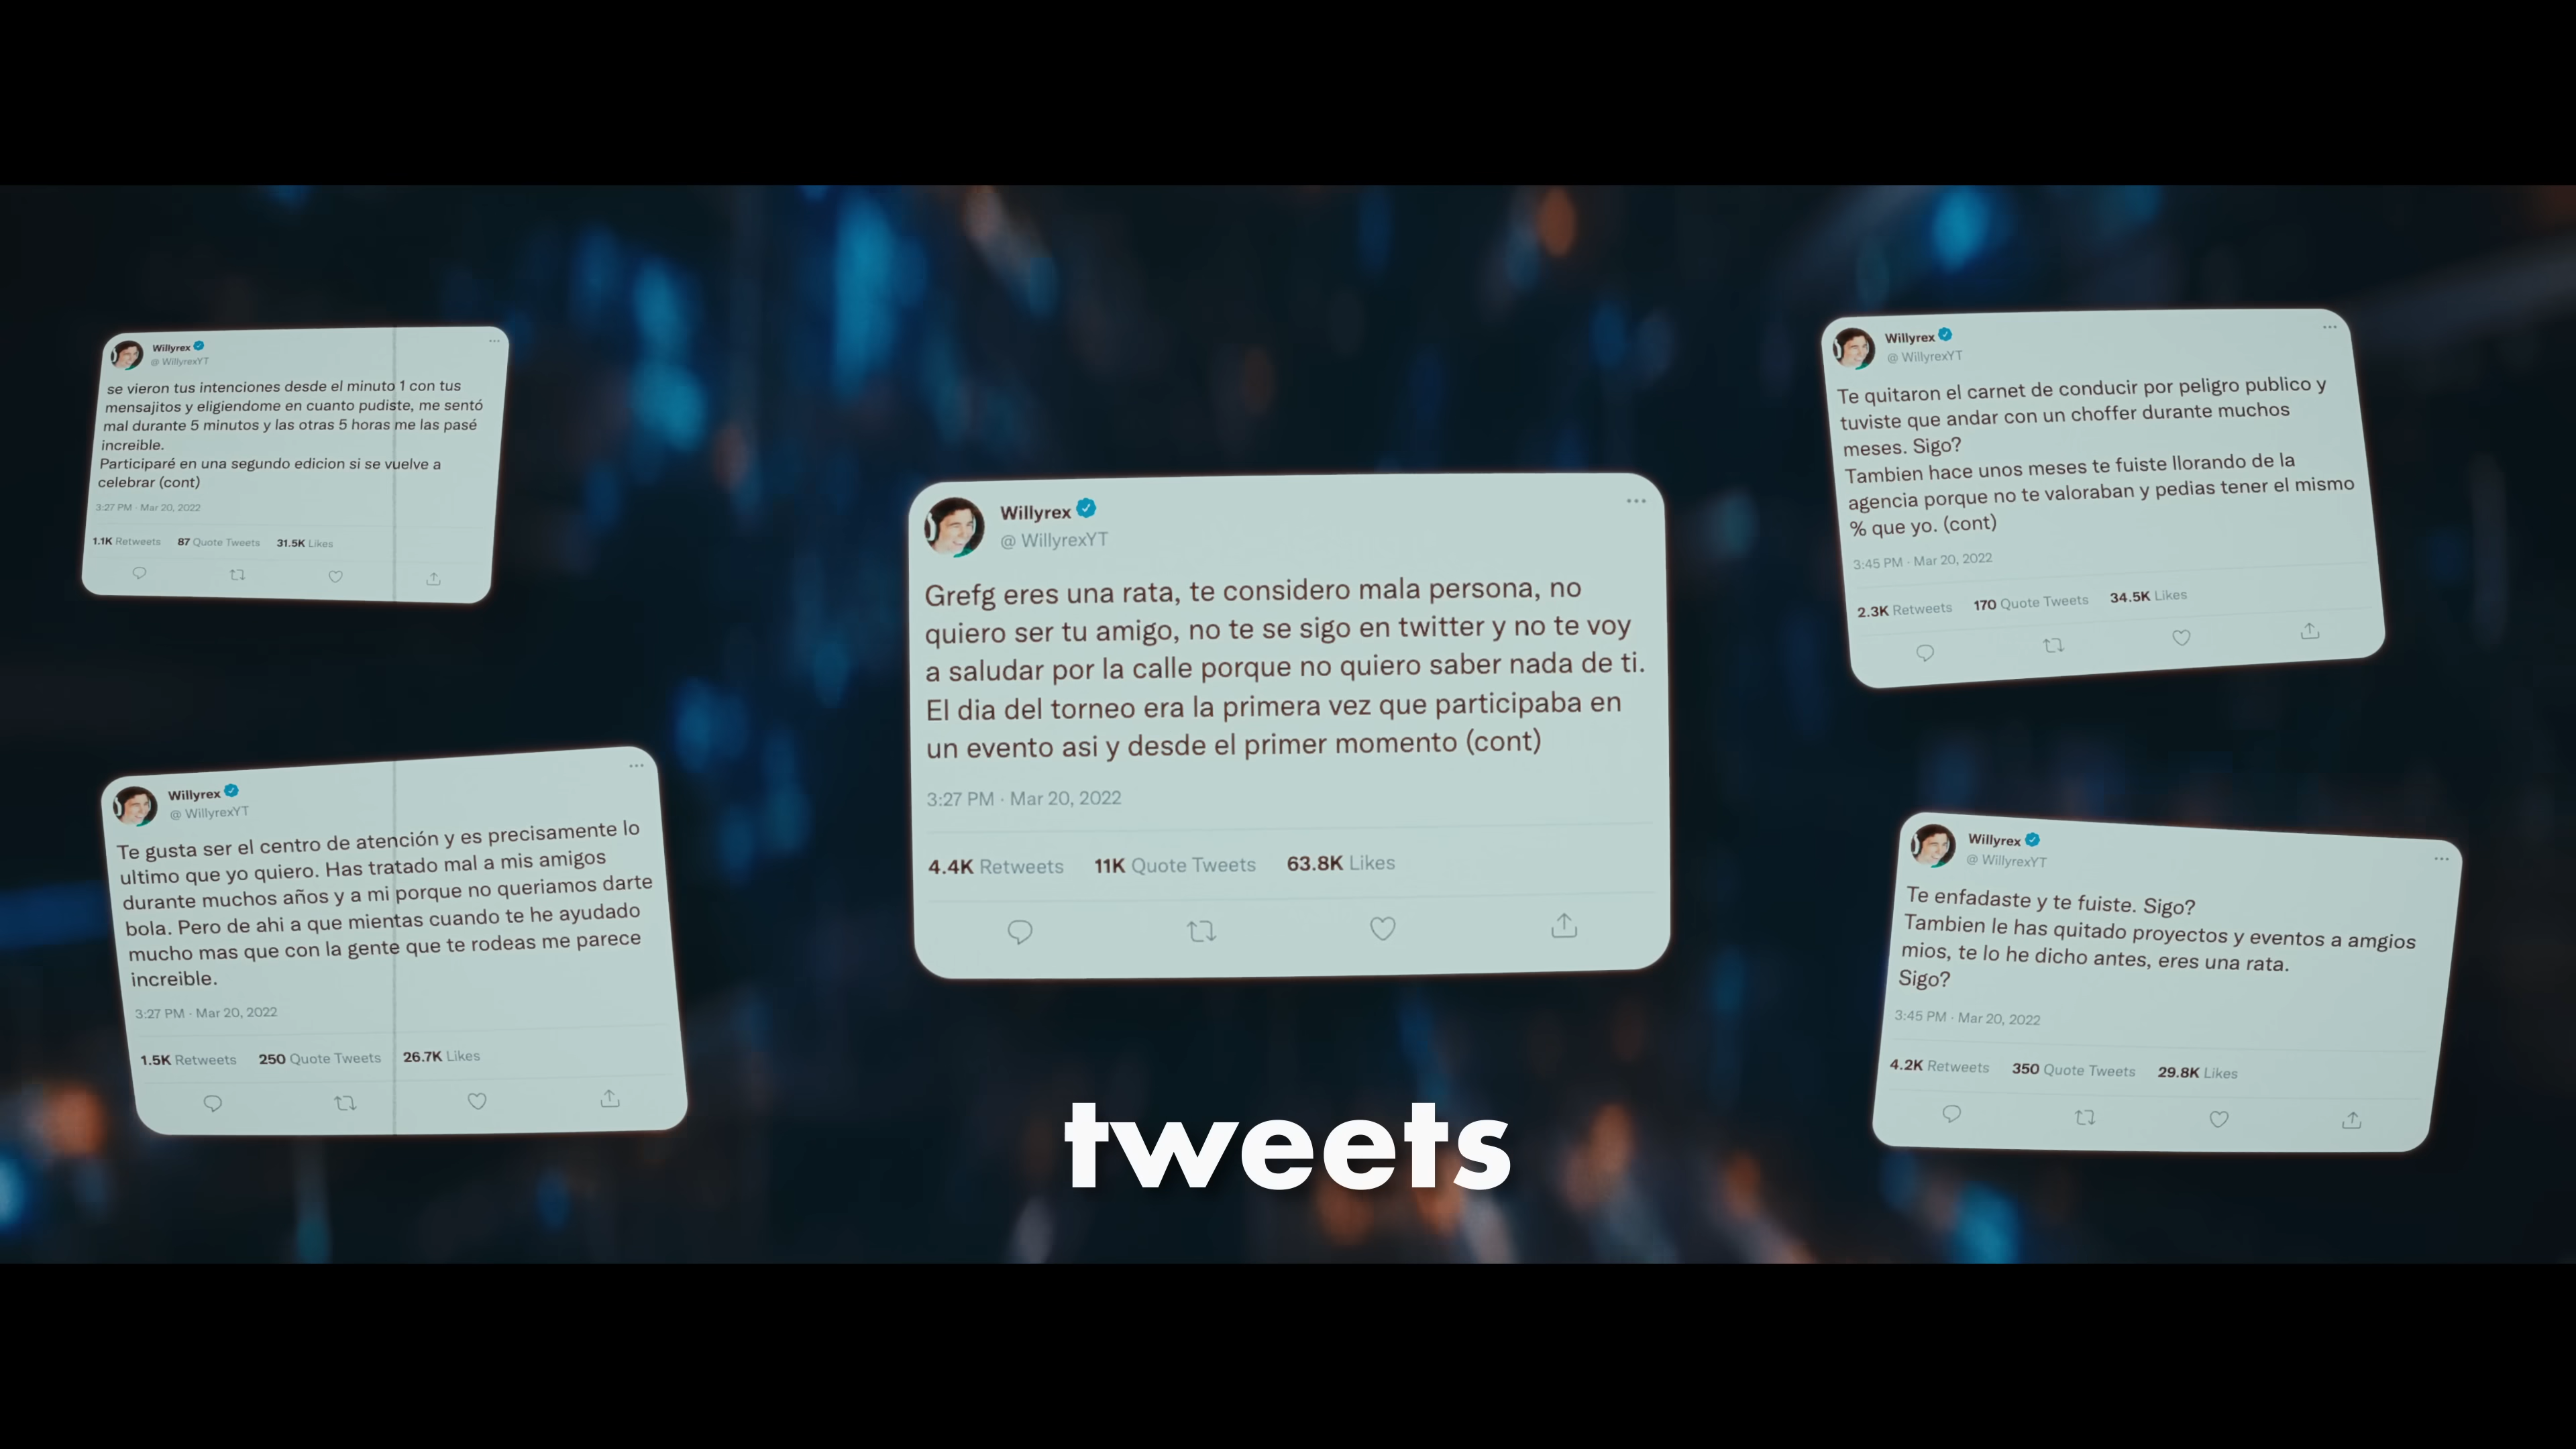 Willyrex
@ WillyrexYT
se vieron tus intenciones desde el minuto 1 con tus
mensajitos y eligiendome en cuanto pudiste, me sentó
mal durante 5 minutos y las otras 5 horas me las pasé
increible.
Participaré en una segundo edicion si se vuelve a
celebrar (cont)
3:27 PM · Mar 20, 2022
1.1K Retweets 87 Quote Tweets 31.5K Likes
Willyrex
@ WillyrexYT
Te gusta ser el centro de atención y es precisamente lo
ultimo que yo quiero. Has tratado mal a mis amigos
durante muchos años y a mi porque no queriamos darte
bola. Pero de ahi a que mientas cuando te he ayudado
mucho mas que con la gente que te rodeas me parece
increible.
3:27 PM · Mar 20, 2022
1.5K Retweets 250 Quote Tweets 26.7K Likes
Willyrex
@ WillyrexYT
Grefg eres una rata, te considero mala persona, no
quiero ser tu amigo, no te se sigo en twitter y no te voy
a saludar por la calle porque no quiero saber nada de ti.
El dia del torneo era la primera vez que participaba en
un evento asi y desde el primer momento (cont)
3:27 PM · Mar 20, 2022
4.4K Retweets 11K Quote Tweets 63.8K Likes
tweets
Willyrex
@ WillyrexYT
Te quitaron el carnet de conducir por peligro publico y
tuviste que andar con un choffer durante muchos
meses. Sigo?
Tambien hace unos meses te fuiste llorando de la
agencia porque no te valoraban y pedias tener el mismo
% que yo. (cont)
3:45 PM · Mar 20, 2022
2.3K Retweets 170 Quote Tweets 34.5K Likes
Willyrex
@ WillyrexYT
Te enfadaste y te fuiste. Sigo?
Tambien le has quitado proyectos y eventos a amgios
mios, te lo he dicho antes, eres una rata.
Sigo?
3:45 PM · Mar 20, 2022
4.2K Retweets 350 Quote Tweets 29.8K Likes